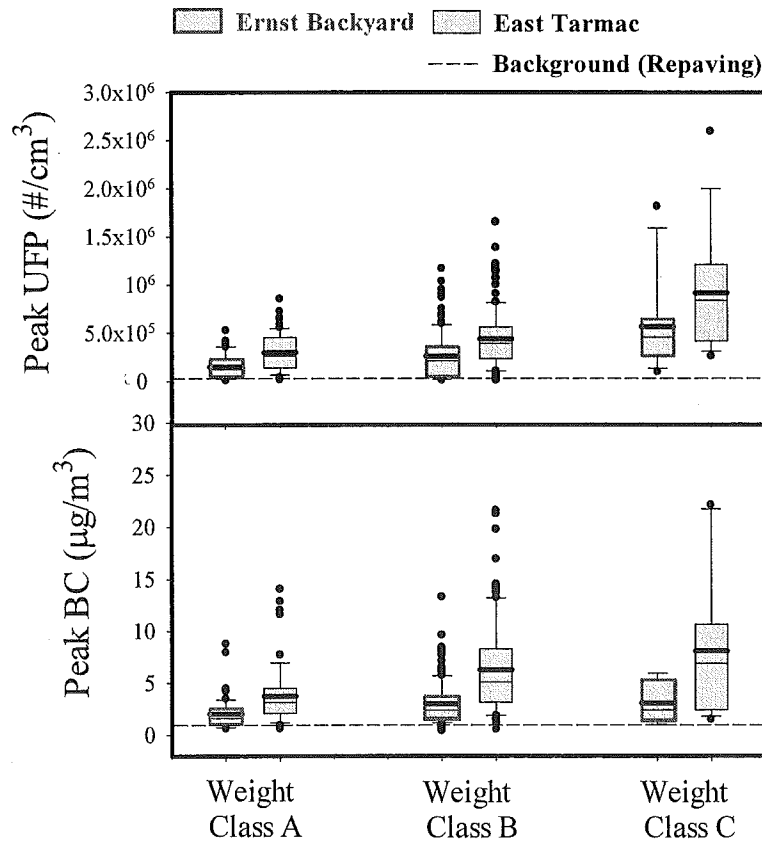 Ernst Backyard East Tarmac
Background (Repaving)
Peak UFP (#/cm³)
3.0x10⁶
2.5x10⁶
2.0x10⁶
1.5x10⁶
10⁶
5.0x10⁵
0
Peak BC (µg/m³)
30
25
20
15
10
5
0
Weight Class A
Weight Class B
Weight Class C